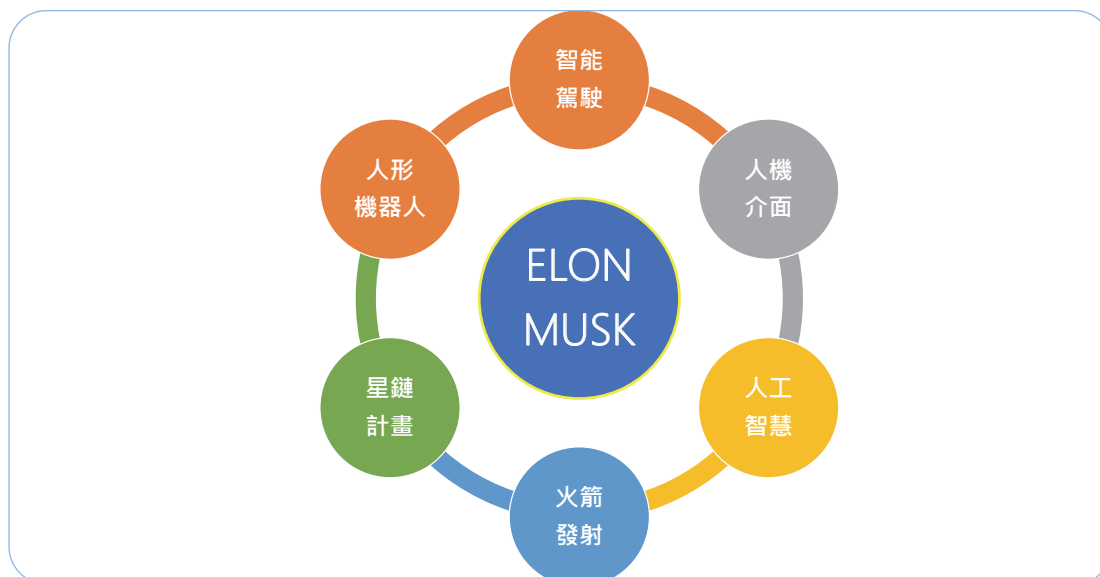 智能
駕駛
人機
介面
人工
智慧
火箭
發射
星鏈
計畫
人形
機器人
ELON
MUSK